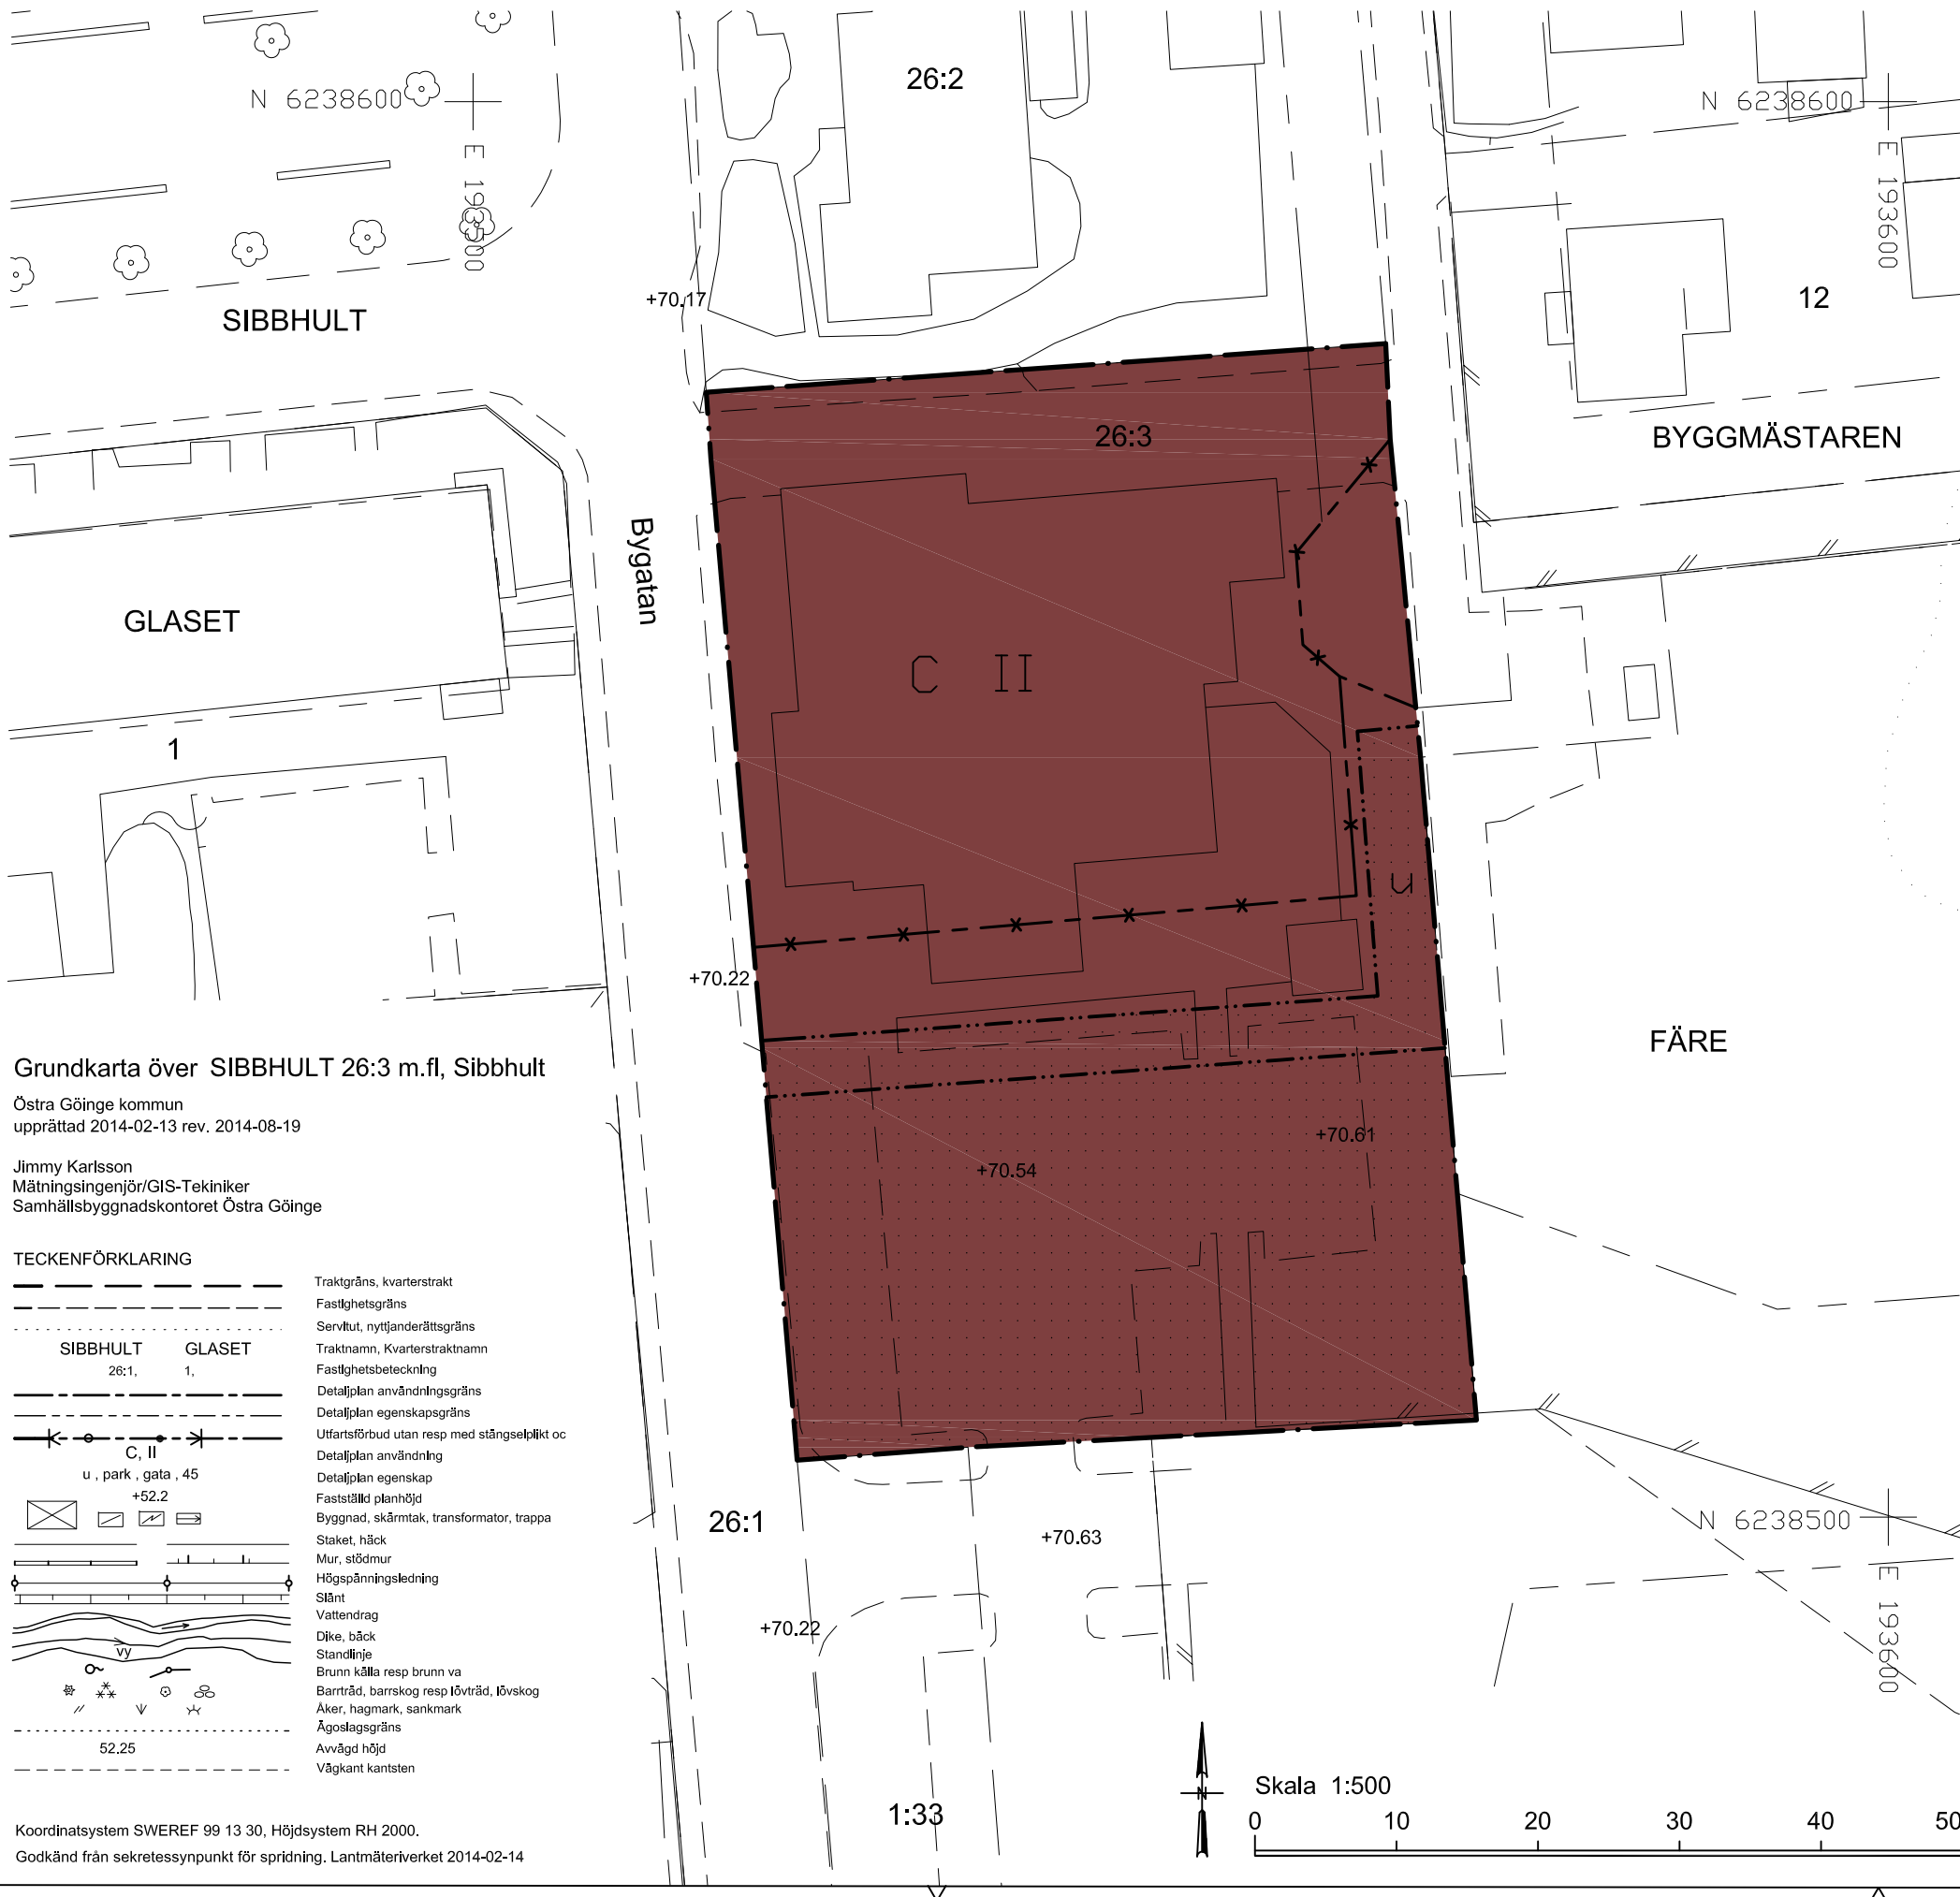 26:2
N 6238600
N 6238600
E 193500
E 193600
12
+70.17
SIBBHULT
26:3
BYGGMÄSTAREN
Bygatan
GLASET
C II
1
u
+70.22
FÄRE
Grundkarta över SIBBHULT 26:3 m.fl, Sibbhult
Östra Göinge kommun
upprättad 2014-02-13 rev. 2014-08-19
+70.61
+70.54
Jimmy Karlsson
Mätningsingenjör/GIS-Tekiniker
Samhällsbyggnadskontoret Östra Göinge
TECKENFÖRKLARING
Traktgräns, kvarterstrakt
Fastighetsgräns
Servitut, nyttjanderättsgräns
SIBBHULT GLASET Traktnamn, Kvarterstraktnamn
26:1, 1, Fastighetsbeteckning
Detaljplan användningsgräns
Detaljplan egenskapsgräns
Utfartsförbud utan resp med stängselplikt oc
C, II Detaljplan användning
u , park , gata , 45 Detaljplan egenskap
+52.2 Fastställd planhöjd
Byggnad, skärmtak, transformator, trappa
Staket, häck
Mur, stödmur
Högspänningsledning
Slänt
Vattendrag
Dike, bäck
vy Standlinje
Brunn källa resp brunn va
Barrträd, barrskog resp lövträd, lövskog
Åker, hagmark, sankmark
Ägoslagsgräns
52.25 Avvägd höjd
Vägkant kantsten
26:1
+70.63
N 6238500
E 193600
+70.22
1:33
N
Skala 1:500
0 10 20 30 40 50
Koordinatsystem SWEREF 99 13 30, Höjdsystem RH 2000.
Godkänd från sekretessynpunkt för spridning. Lantmäteriverket 2014-02-14